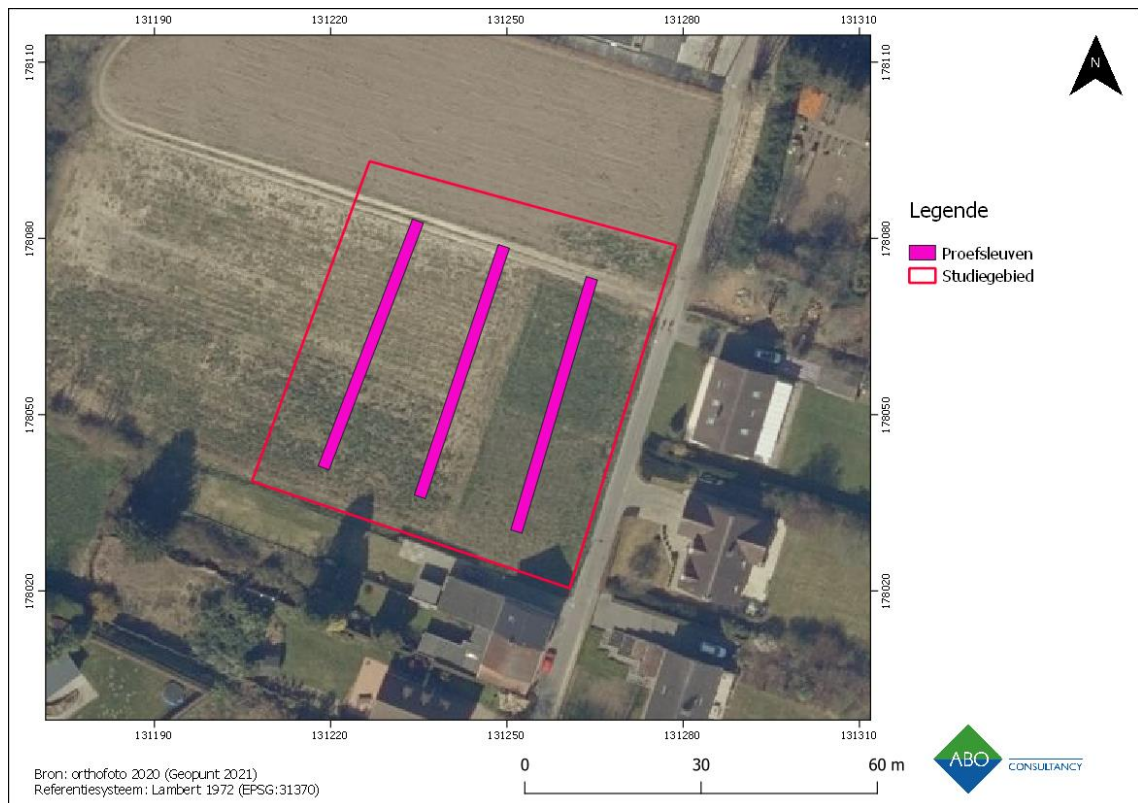 131190 131220 131250 131280 131310
178110 178110
N
Legende
178080 178080
Proefsleuven
Studiegebied
178050 178050
178020 178020
131190 131220 131250 131280 131310
Bron: orthofoto 2020 (Geopunt 2021)
Referentiesysteem: Lambert 1972 (EPSG:31370)
0 30 60 m
ABO CONSULTANCY